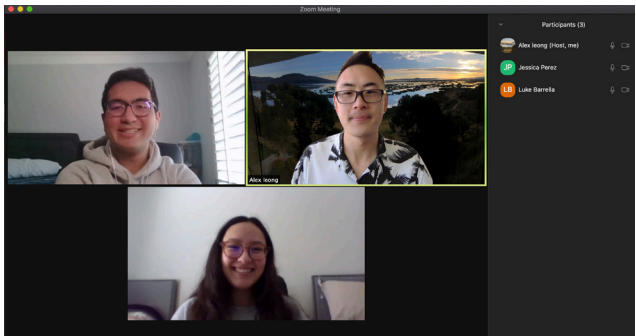 Zoom Meeting
Participants (3)
Alex Ieong (Host, me)
JP Jessica Perez
LB Luke Barrella
Alex Ieong